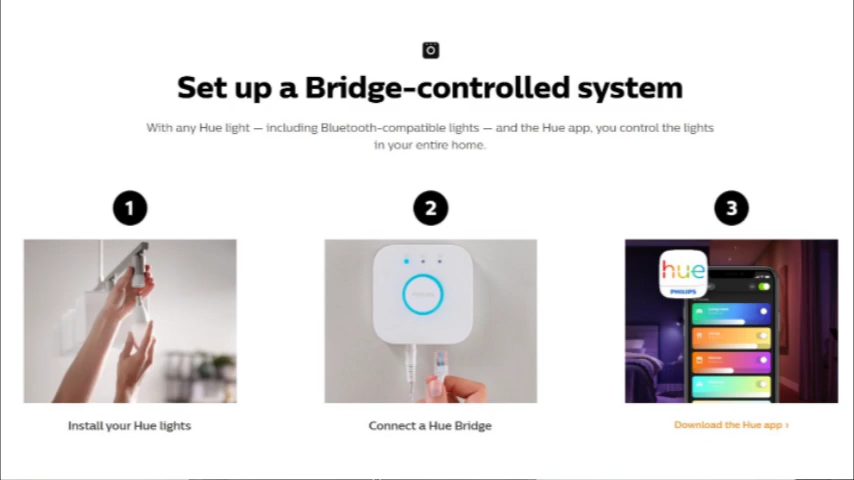 Set up a Bridge-controlled system
With any Hue light — including Bluetooth-compatible lights — and the Hue app, you control the lights
in your entire home.
1
2
3
hue
PHILIPS
Install your Hue lights
Connect a Hue Bridge
Download the Hue app ›